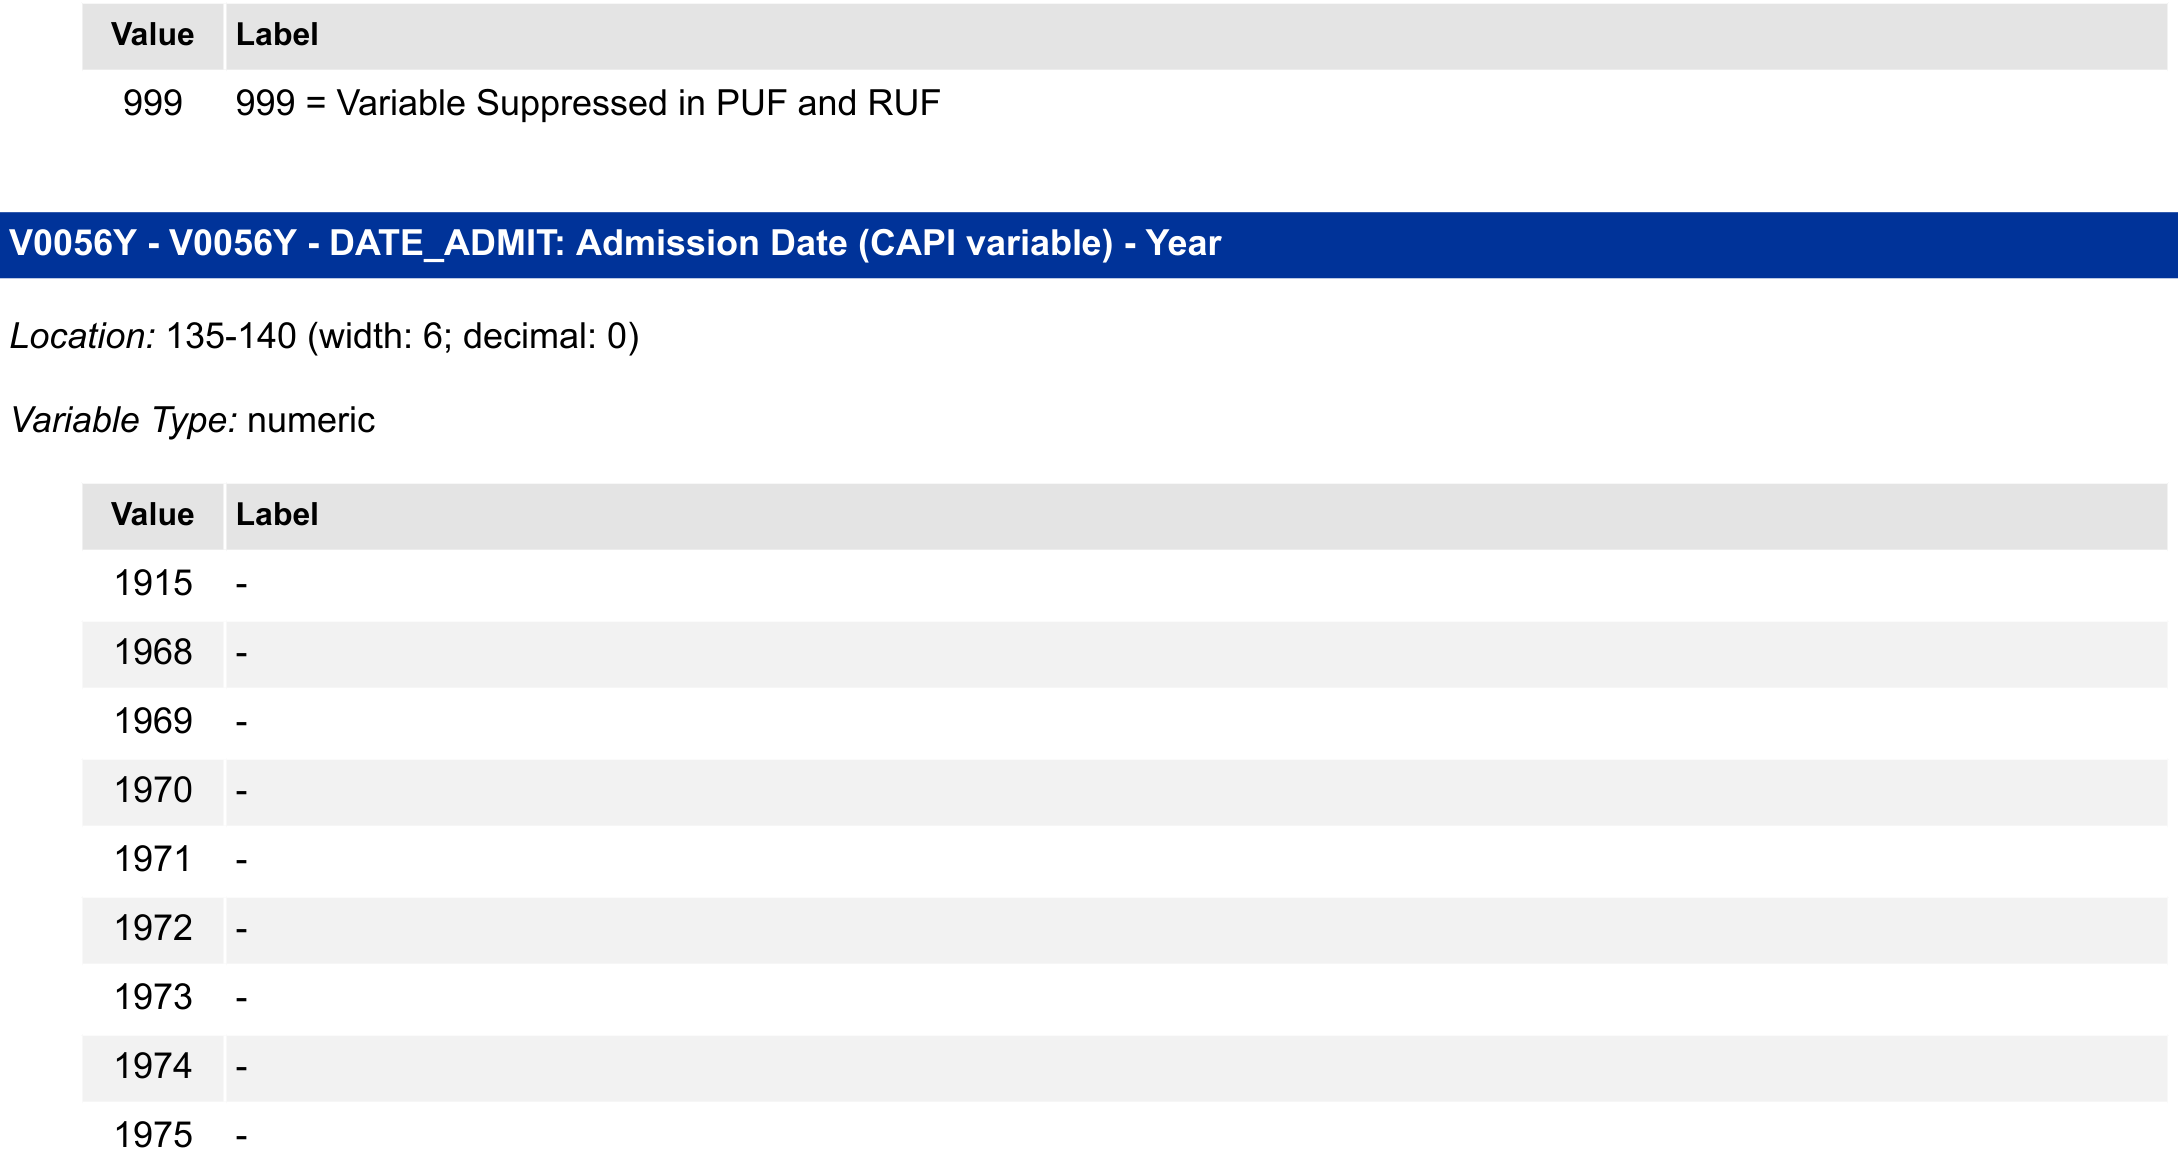 Value Label
999 999 = Variable Suppressed in PUF and RUF
V0056Y - V0056Y - DATE_ADMIT: Admission Date (CAPI variable) - Year
Location: 135-140 (width: 6; decimal: 0)
Variable Type: numeric
Value Label
1915 -
1968 -
1969 -
1970 -
1971 -
1972 -
1973 -
1974 -
1975 -